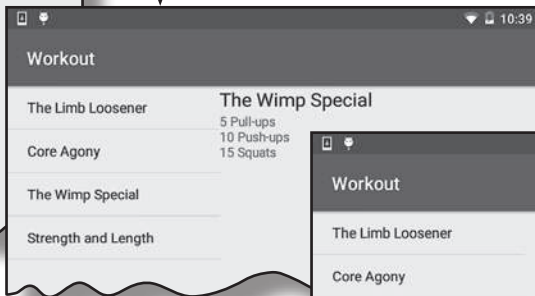 10:39
Workout
The Limb Loosener
Core Agony
The Wimp Special
Strength and Length
The Wimp Special
5 Pull-ups
10 Push-ups
15 Squats
Workout
The Limb Loosener
Core Agony